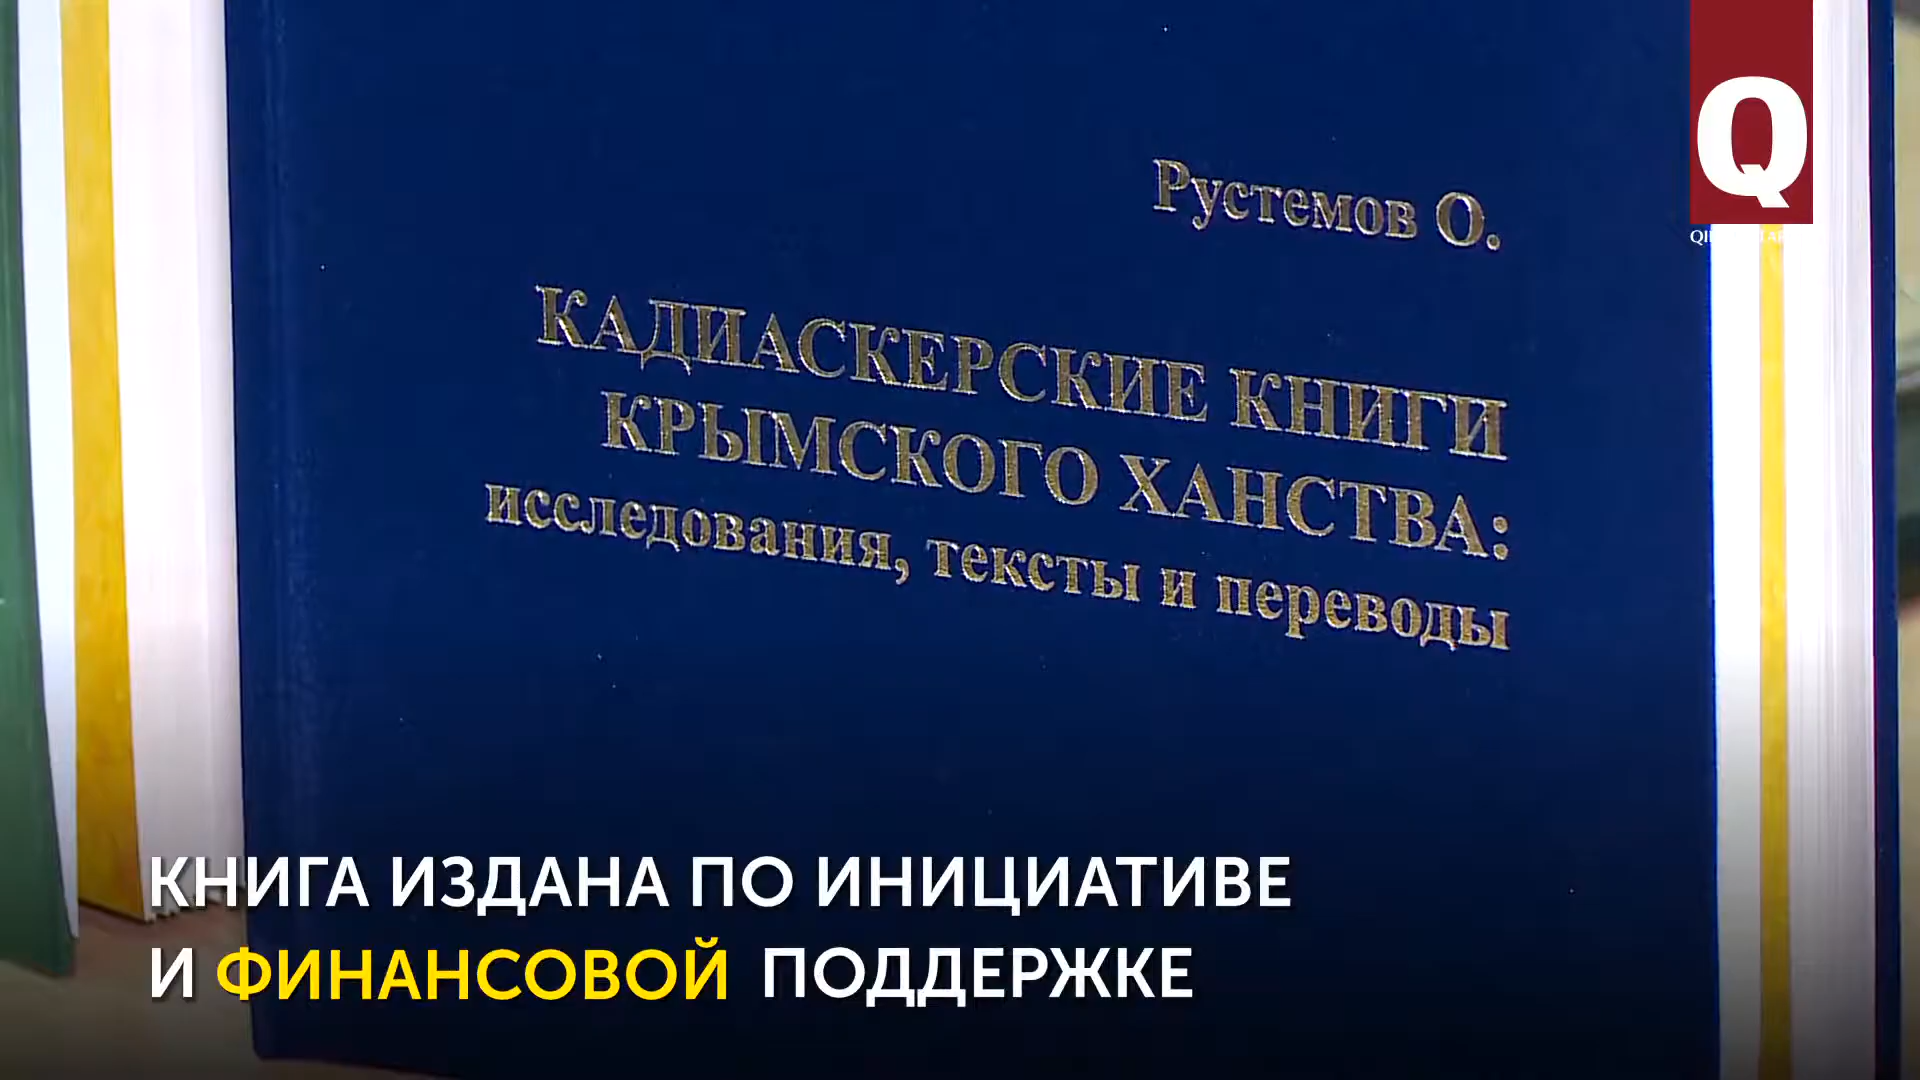 Q
Рустемов О.
КАДИАСКЕРСКИЕ КНИГИ
КРЫМСКОГО ХАНСТВА:
исследования, тексты и переводы
КНИГА ИЗДАНА ПО ИНИЦИАТИВЕ
И ФИНАНСОВОЙ ПОДДЕРЖКЕ